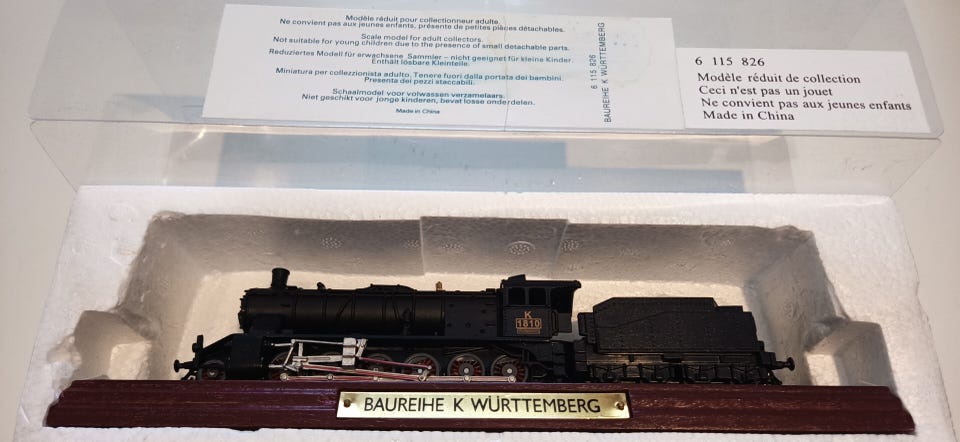 Modèle réduit pour collectionneur adulte.
Ne convient pas aux jeunes enfants, présente de petites pièces détachables.
Scale model for adult collectors.
Not suitable for young children due to the presence of small detachable parts.
Reduziertes Modell für erwachsene Sammler – nicht geeignet für kleine Kinder.
Enthält lösbare Kleinteile.
Miniatura per collezzionista adulto. Tenere fuori dalla portata dei bambini.
Presenta dei pezzi staccabili.
Schaalmodel voor volwassen verzamelaars.
Niet geschikt voor jonge kinderen, bevat losse onderdelen.
Made in China
6 115 826
BAUREIHE K WÜRTTEMBERG
6 115 826
Modèle réduit de collection
Ceci n'est pas un jouet
Ne convient pas aux jeunes enfants
Made in China
K
1810
BAUREIHE K WÜRTTEMBERG